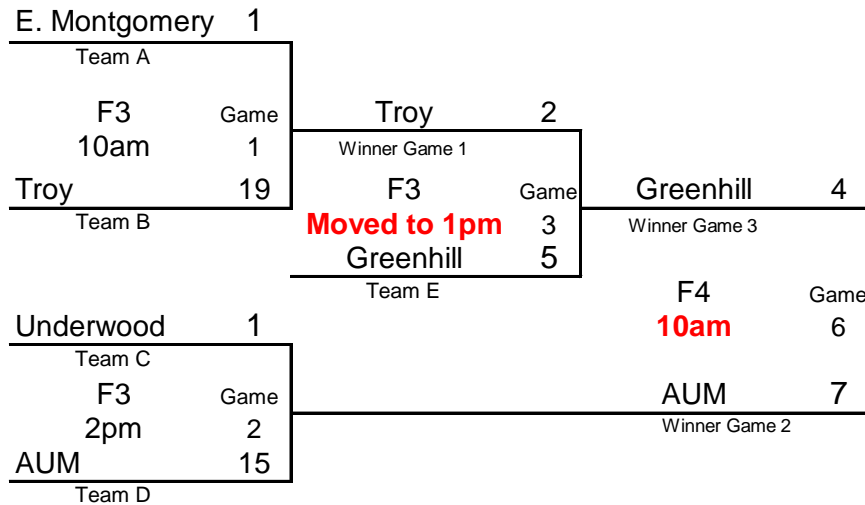 E. Montgomery 1
Team A
F3 Game
10am 1
Troy 19
Team B
Troy 2
Winner Game 1
F3 Game
Moved to 1pm 3
Greenhill 5
Team E
Greenhill 4
Winner Game 3
F4 Game
10am 6
Underwood 1
Team C
F3 Game
2pm 2
AUM 15
Team D
AUM 7
Winner Game 2